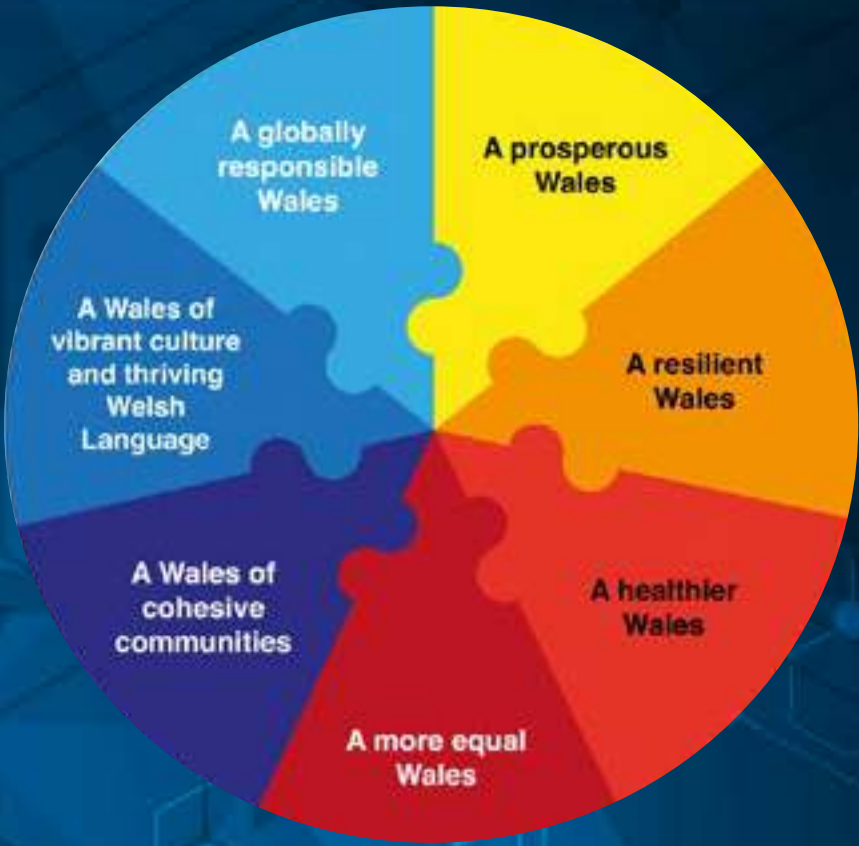 A prosperous
Wales
A resilient
Wales
A healthier
Wales
A more equal
Wales
A Wales of
cohesive
communities
A Wales of
vibrant culture
and thriving
Welsh
Language
A globally
responsible
Wales